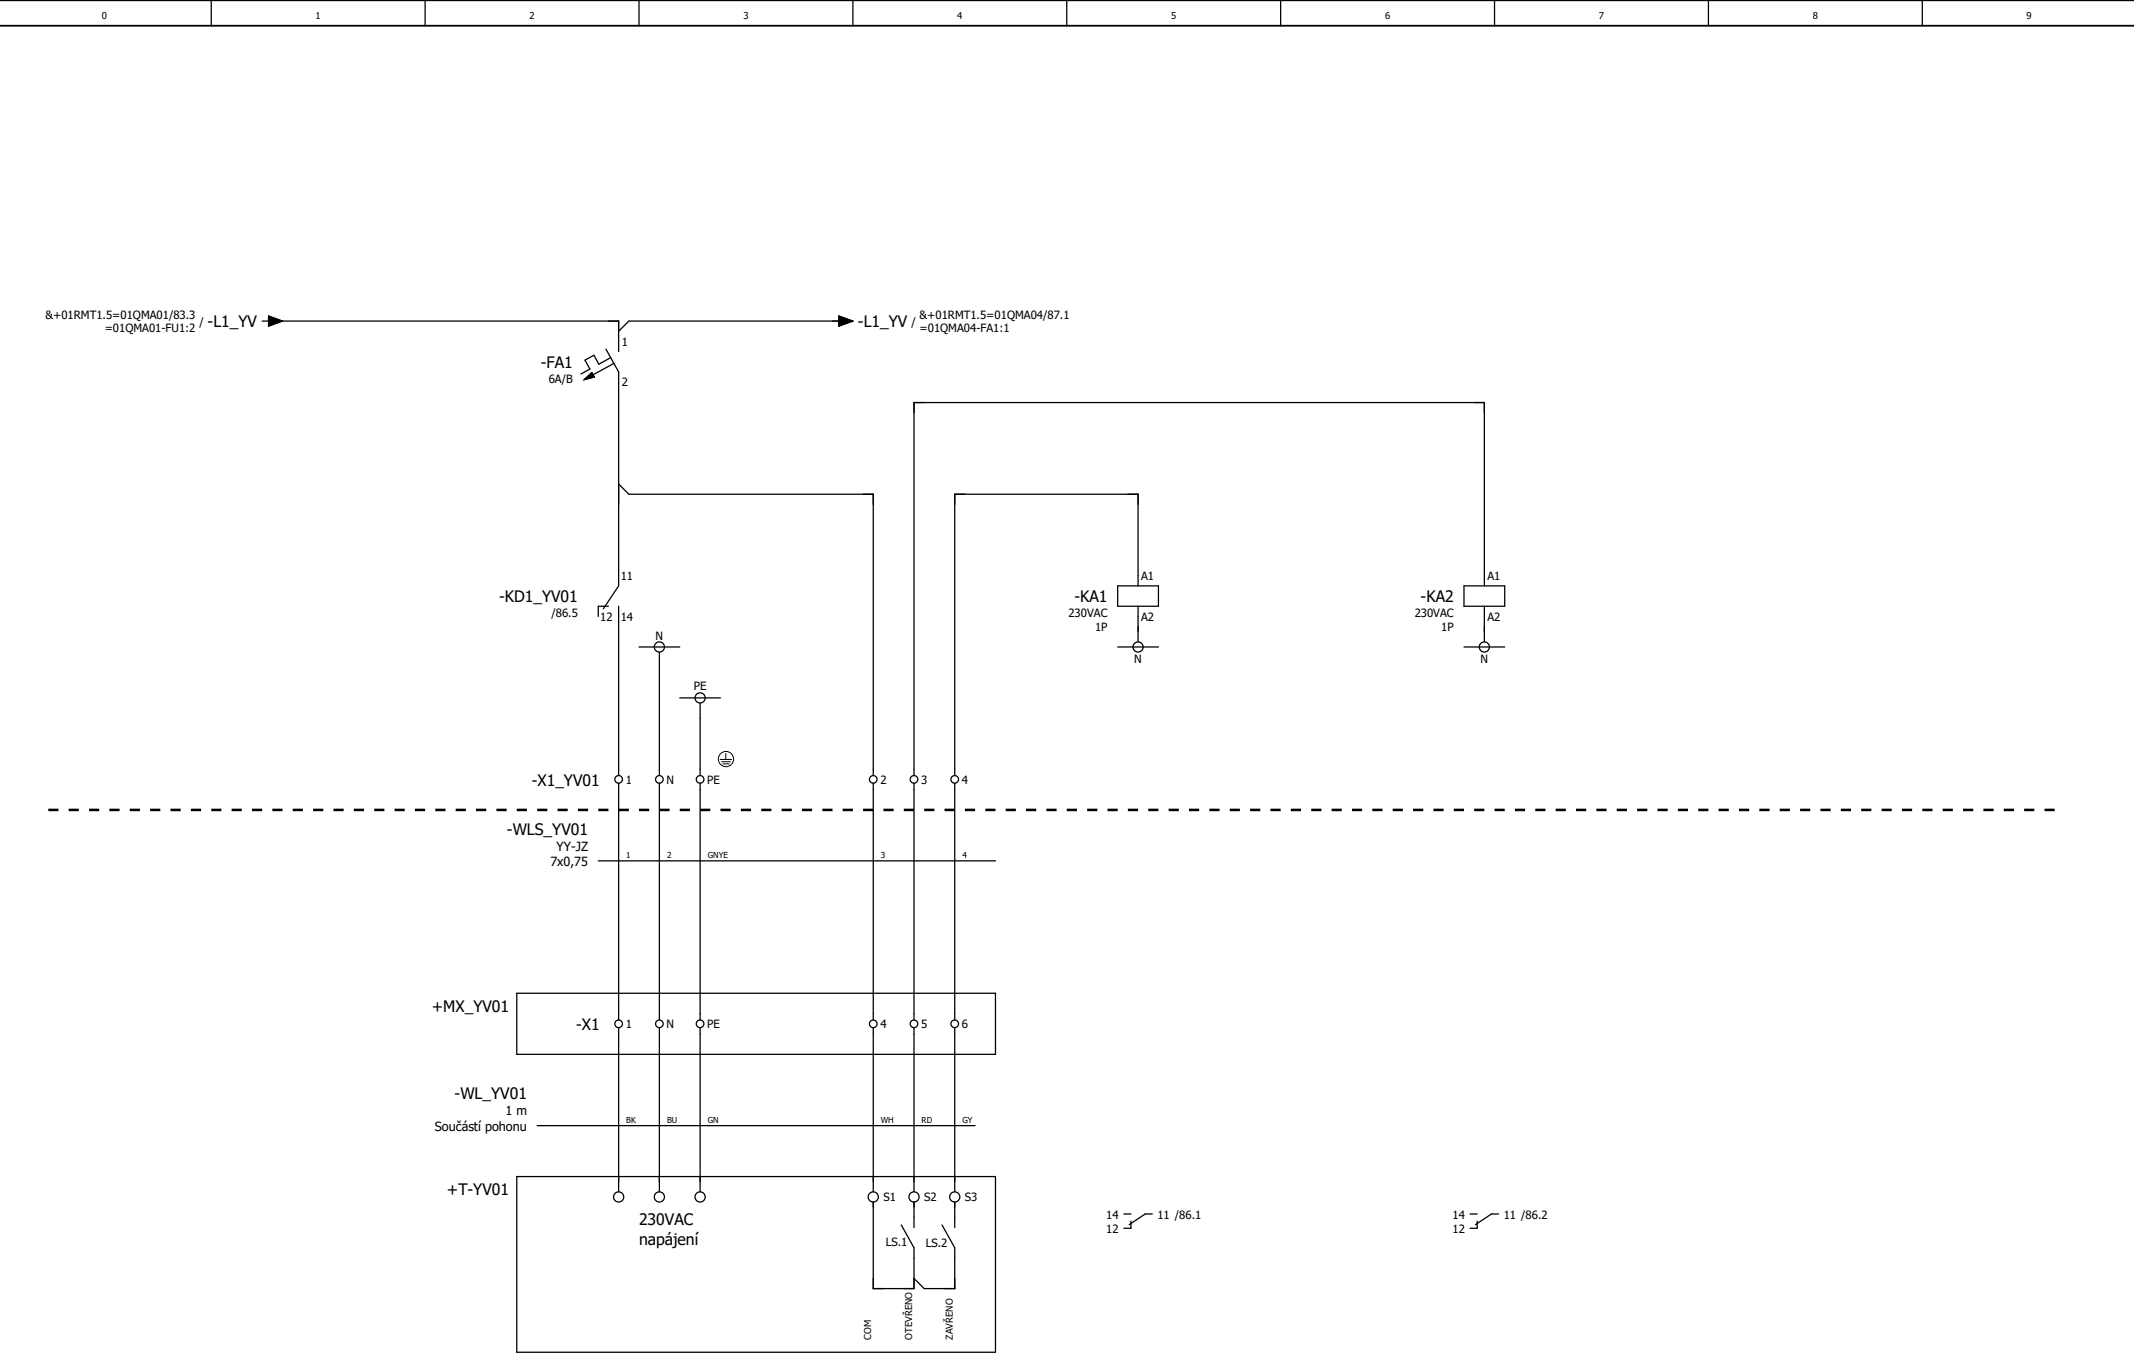 0 1 2 3 4 5 6 7 8 9
&+01RMT1.5=01QMA01/83.3
=01QMA01-FU1:2
/ -L1_YV
-L1_YV /
&+01RMT1.5=01QMA04/87.1
=01QMA04-FA1:1
1
-FA1
6A/B
2
11
-KD1_YV01
/86.5
12 14
A1
-KA1
230VAC
1P
A2
N
A1
-KA2
230VAC
1P
A2
N
N
PE
-X1_YV01 1 N PE 2 3 4
-WLS_YV01
YY-JZ
7x0,75
1 2 GNYE 3 4
+MX_YV01
-X1 1 N PE 4 5 6
-WL_YV01
1 m
Součástí pohonu
BK BU GN WH RD GY
+T-YV01
S1 S2 S3
230VAC
napájení
LS.1 LS.2
COM
OTEVŘENO
ZAVŘENO
14 11 /86.1
12
14 11 /86.2
12